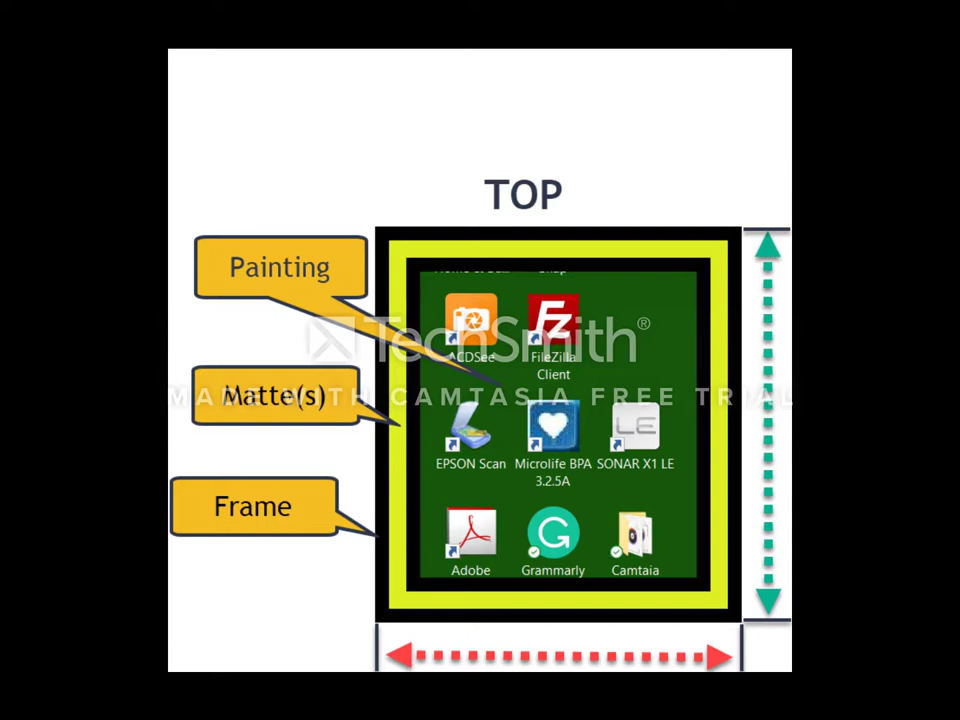 TOP
Painting
TechSmith®
ACDSee
FileZilla
Client
Matte(s)
MADE WITH CAMTASIA FREE TRIAL
LE
EPSON Scan
Microlife BPA
3.2.5A
SONAR X1 LE
Frame
Adobe
Grammarly
Camtaia